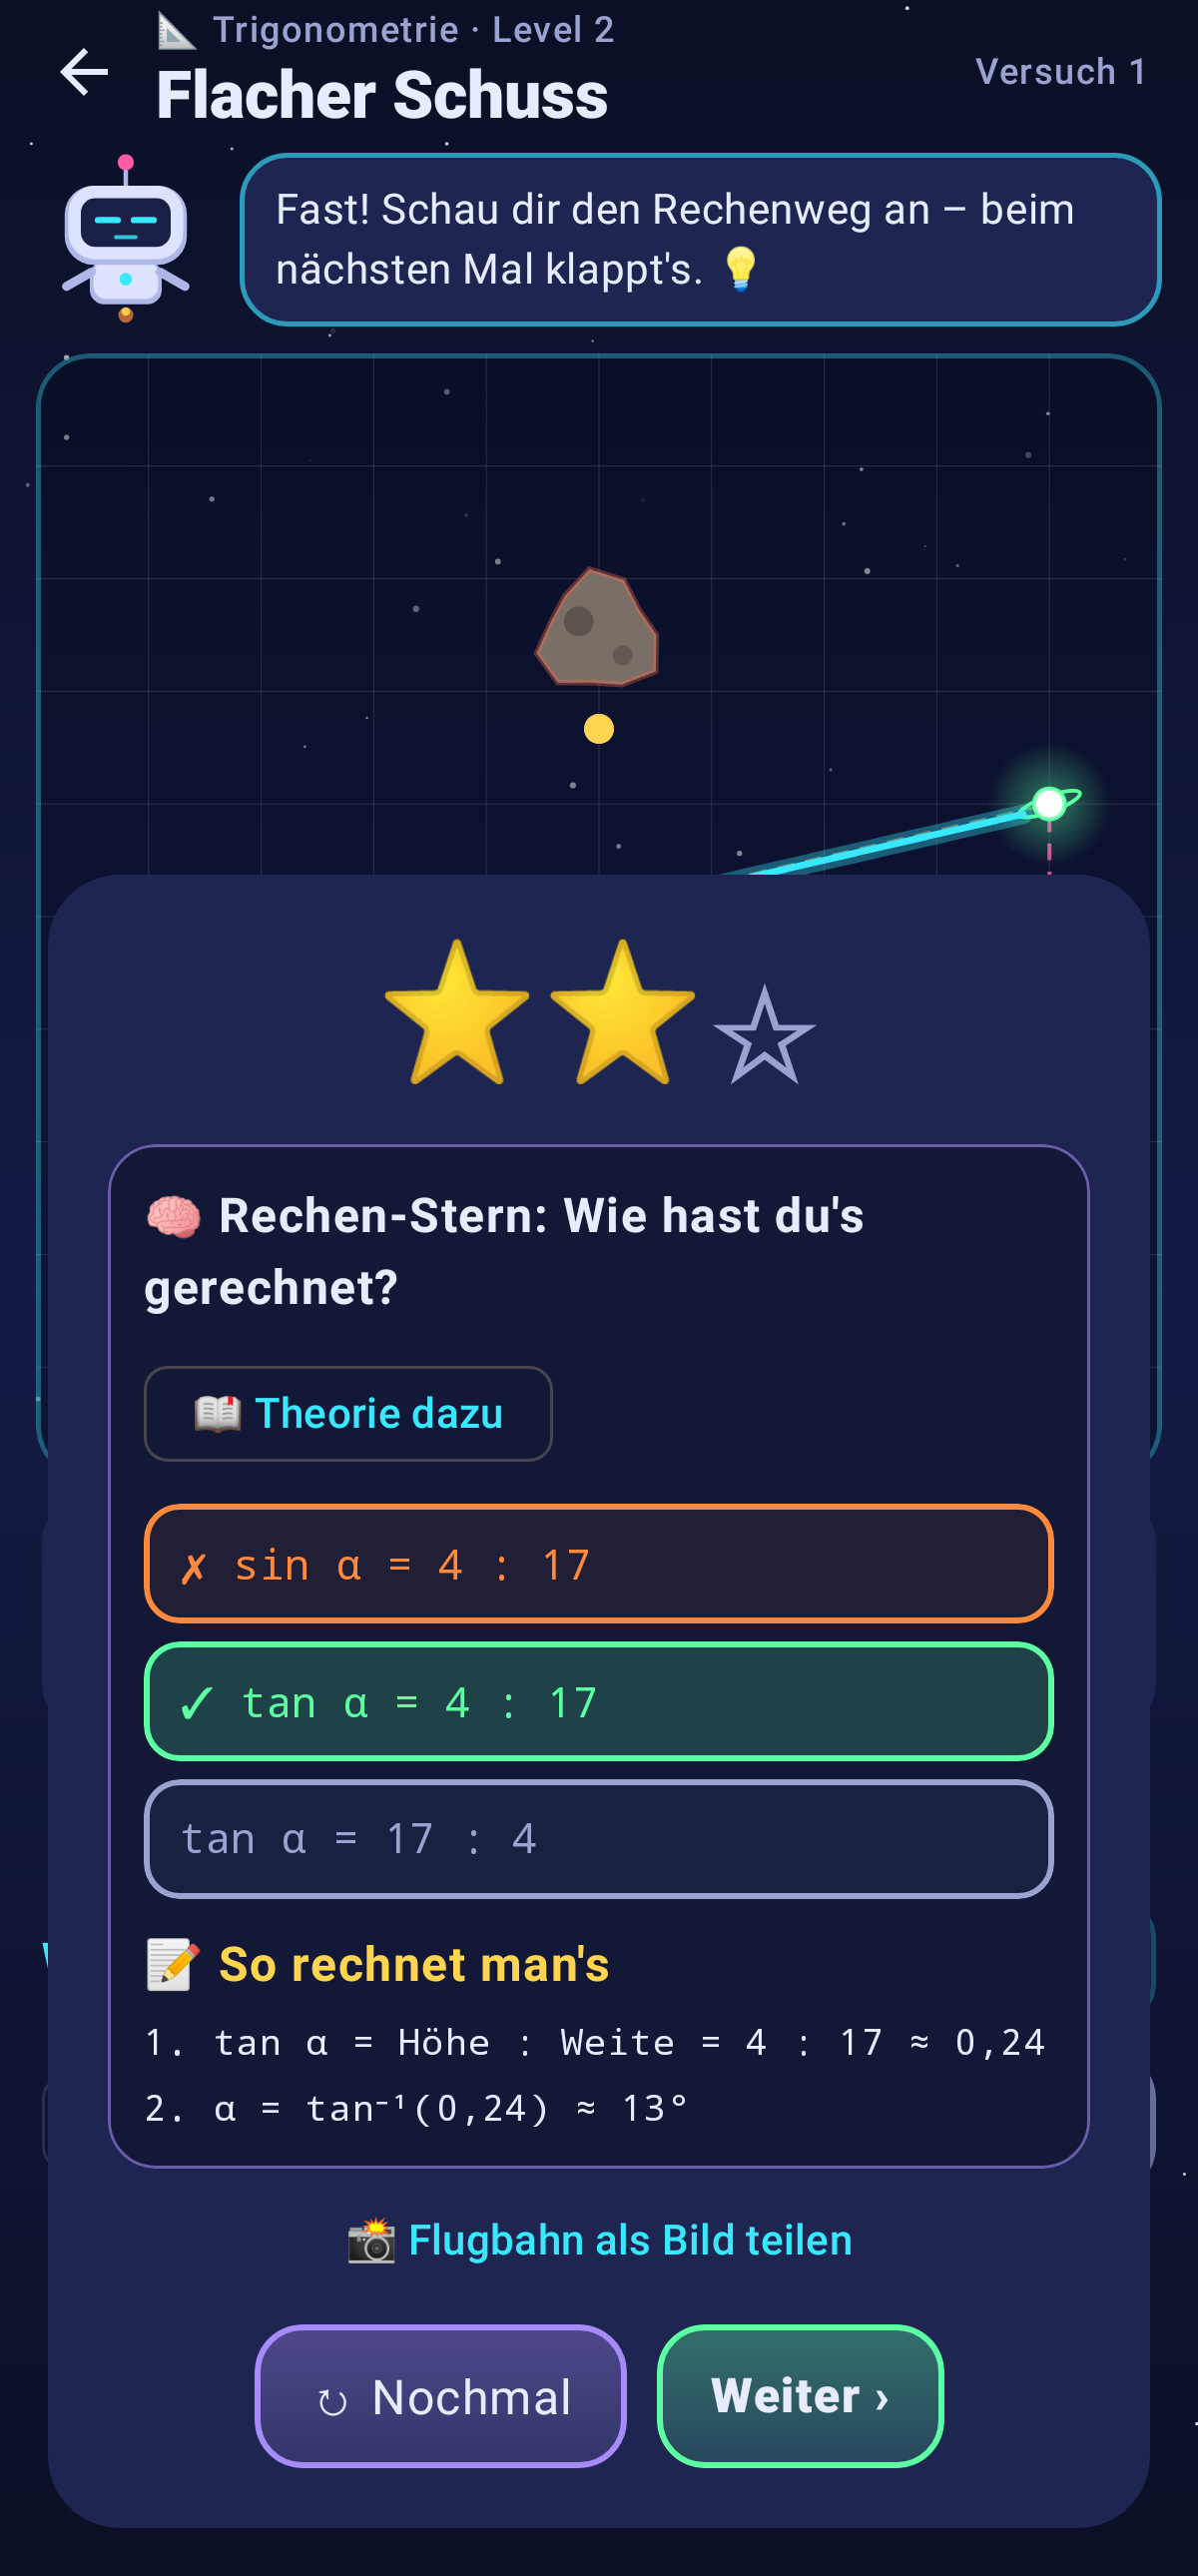 📐 Trigonometrie · Level 2
Flacher Schuss
Versuch 1
Fast! Schau dir den Rechenweg an – beim
nächsten Mal klappt's. 💡
🧠 Rechen-Stern: Wie hast du's
gerechnet?
📖 Theorie dazu
✗ sin α = 4 : 17
✓ tan α = 4 : 17
tan α = 17 : 4
📝 So rechnet man's
1. tan α = Höhe : Weite = 4 : 17 ≈ 0,24
2. α = tan⁻¹(0,24) ≈ 13°
📸 Flugbahn als Bild teilen
↻ Nochmal
Weiter ›